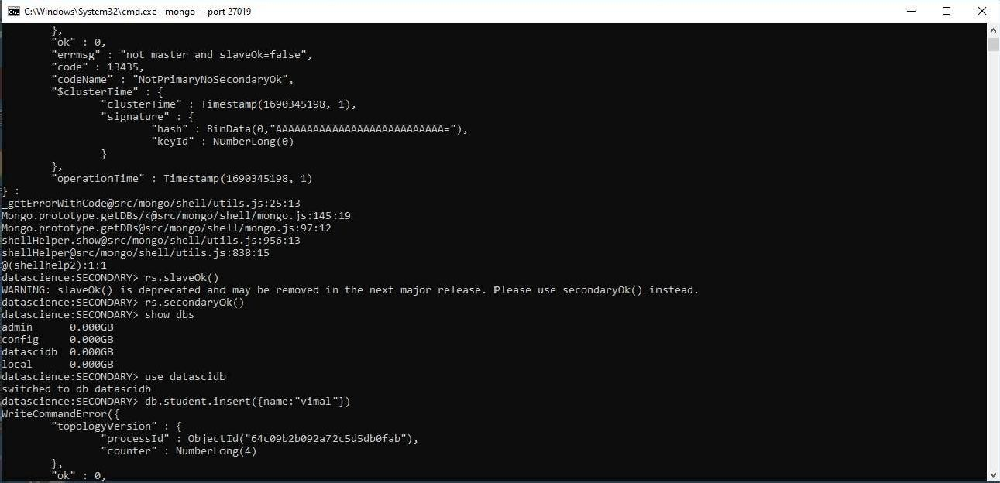 C:\Windows\System32\cmd.exe - mongo  --port 27019
        },
        "ok" : 0,
        "errmsg" : "not master and slaveOk=false",
        "code" : 13435,
        "codeName" : "NotPrimaryNoSecondaryOk",
        "$clusterTime" : {
                "clusterTime" : Timestamp(1690345198, 1),
                "signature" : {
                        "hash" : BinData(0,"AAAAAAAAAAAAAAAAAAAAAAAAAAA="),
                        "keyId" : NumberLong(0)
                }
        },
        "operationTime" : Timestamp(1690345198, 1)
} :
_getErrorWithCode@src/mongo/shell/utils.js:25:13
Mongo.prototype.getDBs/<@src/mongo/shell/mongo.js:145:19
Mongo.prototype.getDBs@src/mongo/shell/mongo.js:97:12
shellHelper.show@src/mongo/shell/utils.js:956:13
shellHelper@src/mongo/shell/utils.js:838:15
@(shellhelp2):1:1
datascience:SECONDARY> rs.slaveOk()
WARNING: slaveOk() is deprecated and may be removed in the next major release. Please use secondaryOk() instead.
datascience:SECONDARY> rs.secondaryOk()
datascience:SECONDARY> show dbs
admin      0.000GB
config     0.000GB
datascidb  0.000GB
local      0.000GB
datascience:SECONDARY> use datascidb
switched to db datascidb
datascience:SECONDARY> db.student.insert({name:"vimal"})
WriteCommandError({
        "topologyVersion" : {
                "processId" : ObjectId("64c09b2b092a72c5d5db0fab"),
                "counter" : NumberLong(4)
        },
        "ok" : 0,